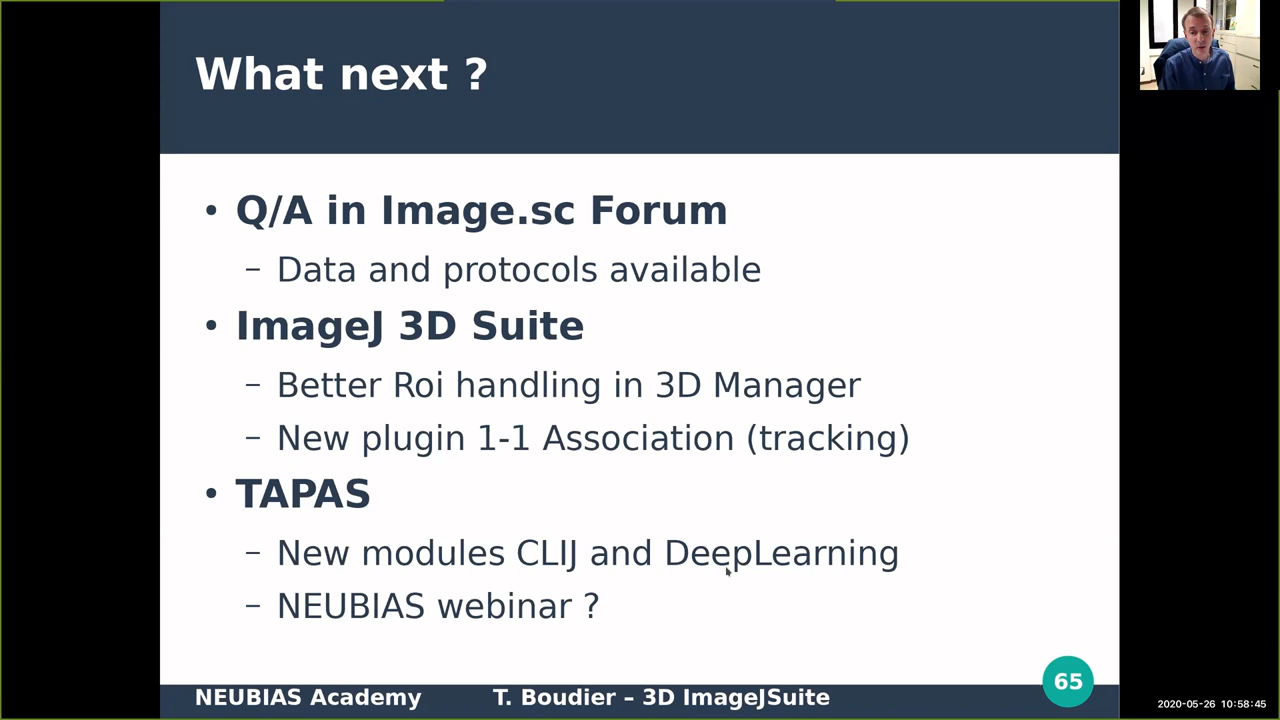 What next ?
• Q/A in Image.sc Forum
– Data and protocols available
• ImageJ 3D Suite
– Better Roi handling in 3D Manager
– New plugin 1-1 Association (tracking)
• TAPAS
– New modules CLIJ and DeepLearning
– NEUBIAS webinar ?
NEUBIAS Academy T. Boudier – 3D ImageJSuite 65
2020-05-26 10:58:45